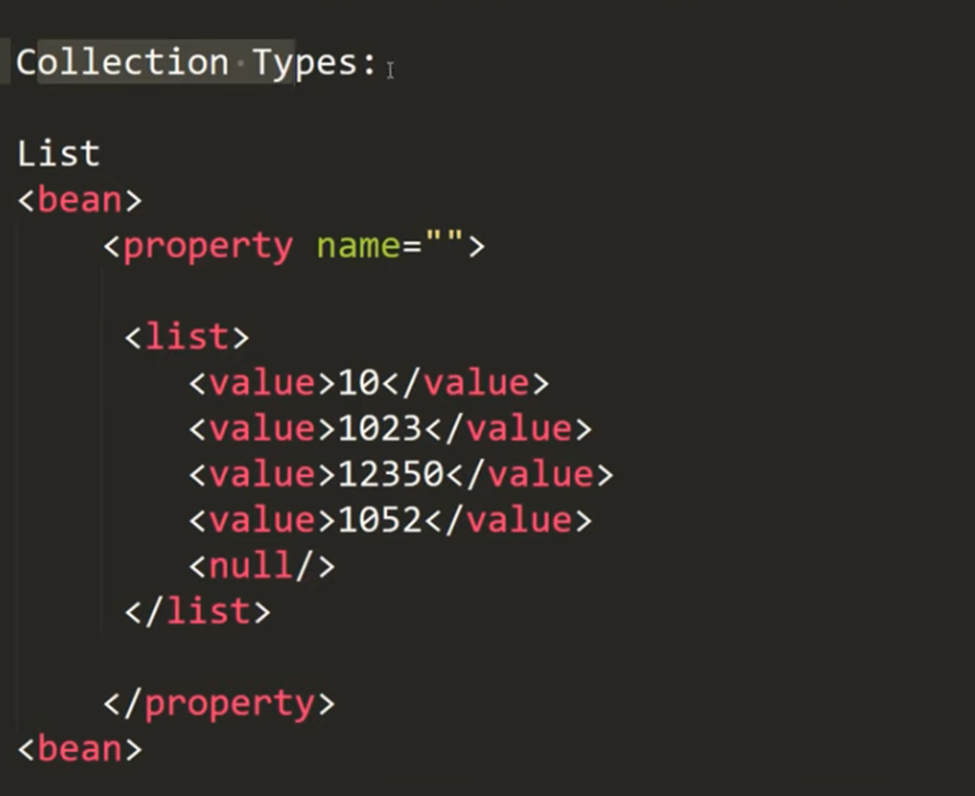 Collection Types:
List
<bean>
<property name="">
<list>
<value>10</value>
<value>1023</value>
<value>12350</value>
<value>1052</value>
<null/>
</list>
</property>
<bean>